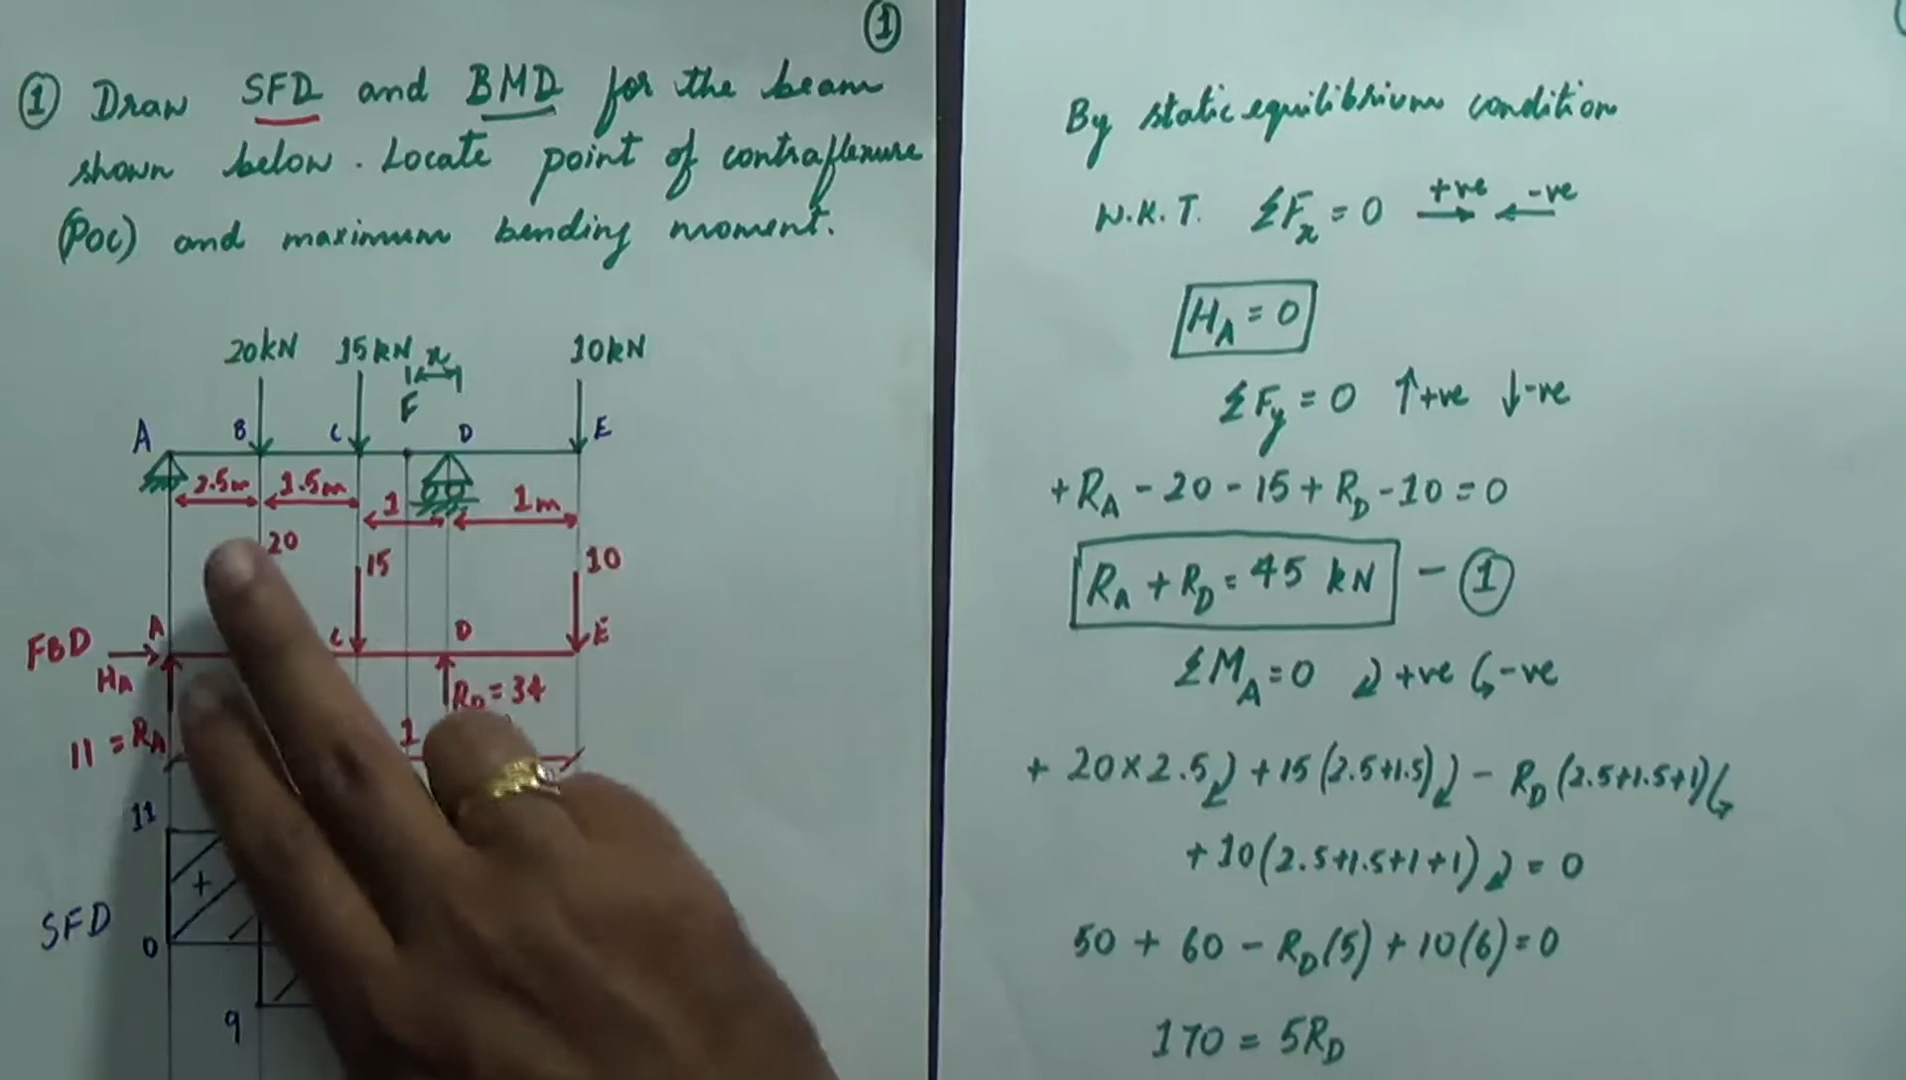 ①
① Draw SFD and BMD for the beam
shown below. Locate point of contraflexure
(POC) and maximum bending moment.
20kN 15kN x 10kN
F
A B C D E
2.5m 1.5m 1 1m
20 15 10
FBD A C D E
HA
11 = RA RD = 34
1
11
+
SFD
0
9
By static equilibrium condition
W.K.T. ΣFx = 0 +ve → ← -ve
HA = 0
ΣFy = 0 ↑+ve ↓-ve
+RA - 20 - 15 + RD - 10 = 0
RA + RD = 45 kN - ①
ΣMA = 0 ↲ +ve ↳ -ve
+ 20 × 2.5 ↲ + 15(2.5+1.5) ↲ - RD(2.5+1.5+1) ↳
+ 10(2.5+1.5+1+1) ↲ = 0
50 + 60 - RD(5) + 10(6) = 0
170 = 5RD